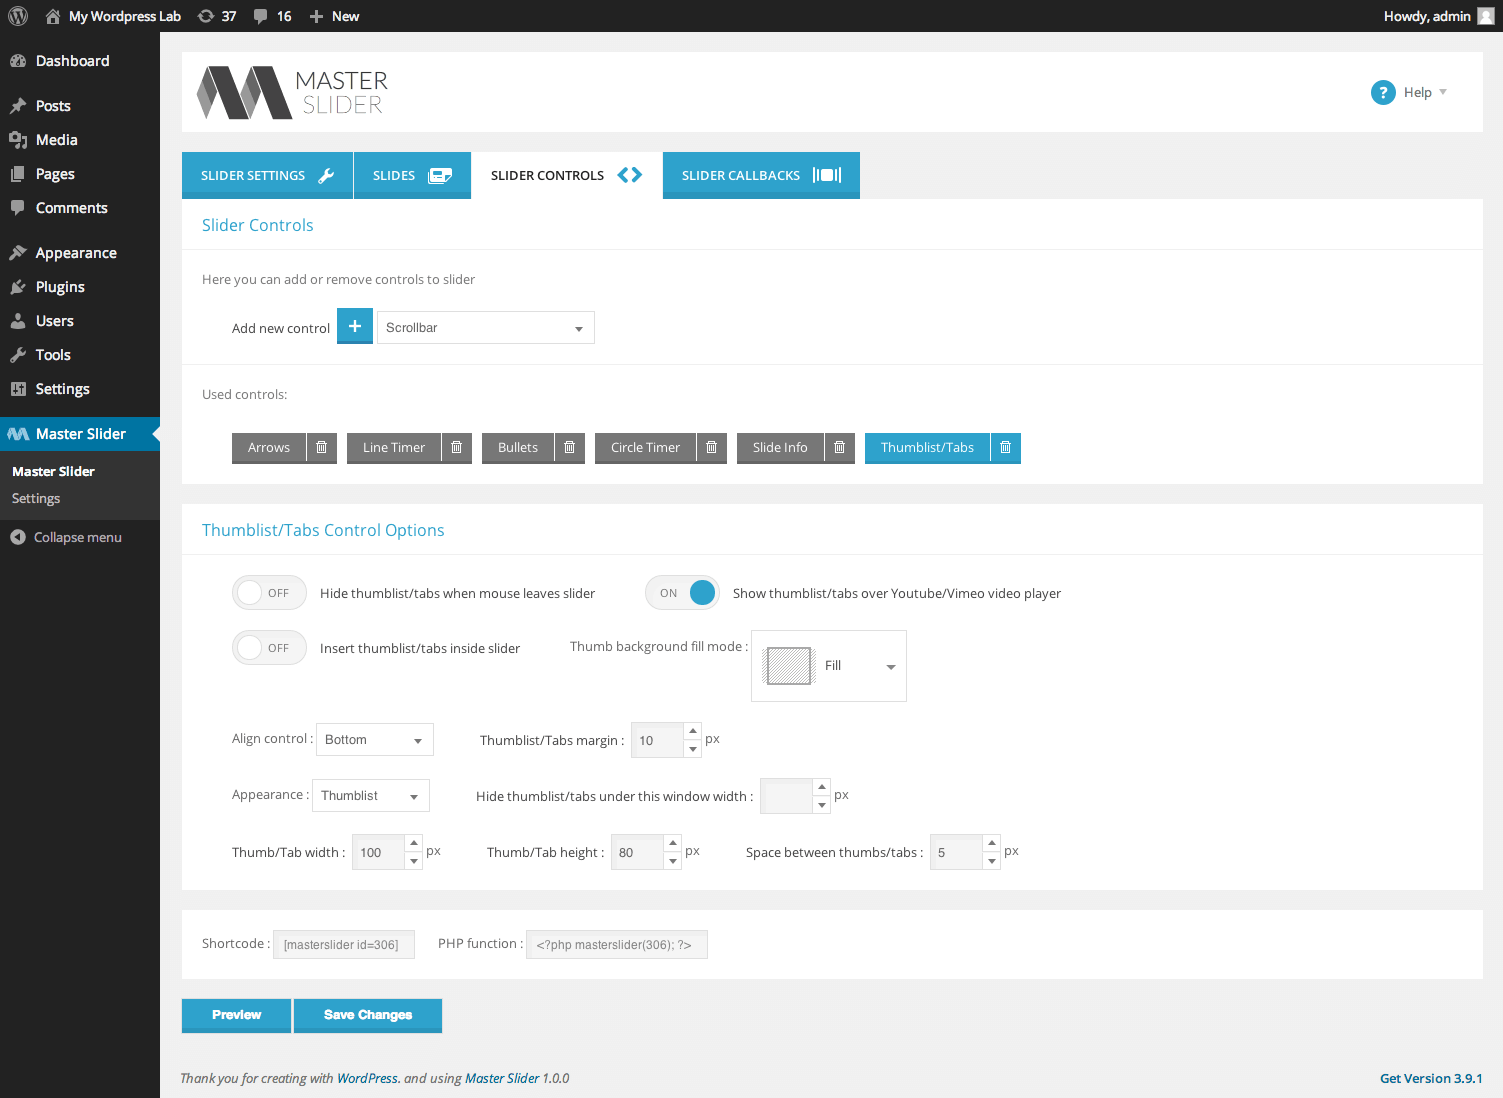 My Wordpress Lab 37 16 New Howdy, admin
Dashboard
Posts
Media
Pages
Comments
Appearance
Plugins
Users
Tools
Settings
Master Slider
Master Slider
Settings
Collapse menu
MASTER
SLIDER
? Help
SLIDER SETTINGS SLIDES SLIDER CONTROLS SLIDER CALLBACKS
Slider Controls
Here you can add or remove controls to slider
Add new control + Scrollbar
Used controls:
Arrows Line Timer Bullets Circle Timer Slide Info Thumblist/Tabs
Thumblist/Tabs Control Options
OFF Hide thumblist/tabs when mouse leaves slider ON Show thumblist/tabs over Youtube/Vimeo video player
OFF Insert thumblist/tabs inside slider Thumb background fill mode : Fill
Align control : Bottom Thumblist/Tabs margin : 10 px
Appearance : Thumblist Hide thumblist/tabs under this window width : px
Thumb/Tab width : 100 px Thumb/Tab height : 80 px Space between thumbs/tabs : 5 px
Shortcode : [masterslider id=306] PHP function : <?php masterslider(306); ?>
Preview Save Changes
Thank you for creating with WordPress. and using Master Slider 1.0.0 Get Version 3.9.1